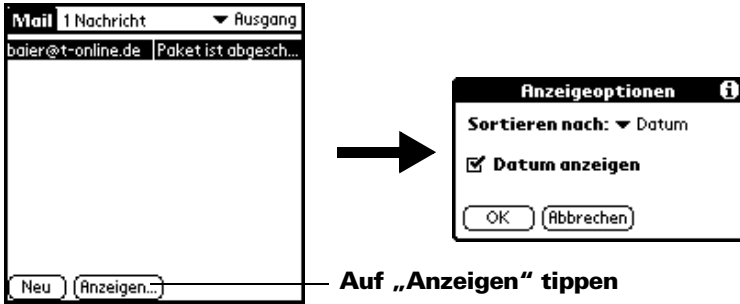 Mail 1 Nachricht Ausgang
baier@t-online.de Paket ist abgesch...
Neu Anzeigen...
Anzeigeoptionen i
Sortieren nach: Datum
Datum anzeigen
OK Abbrechen
Auf „Anzeigen“ tippen